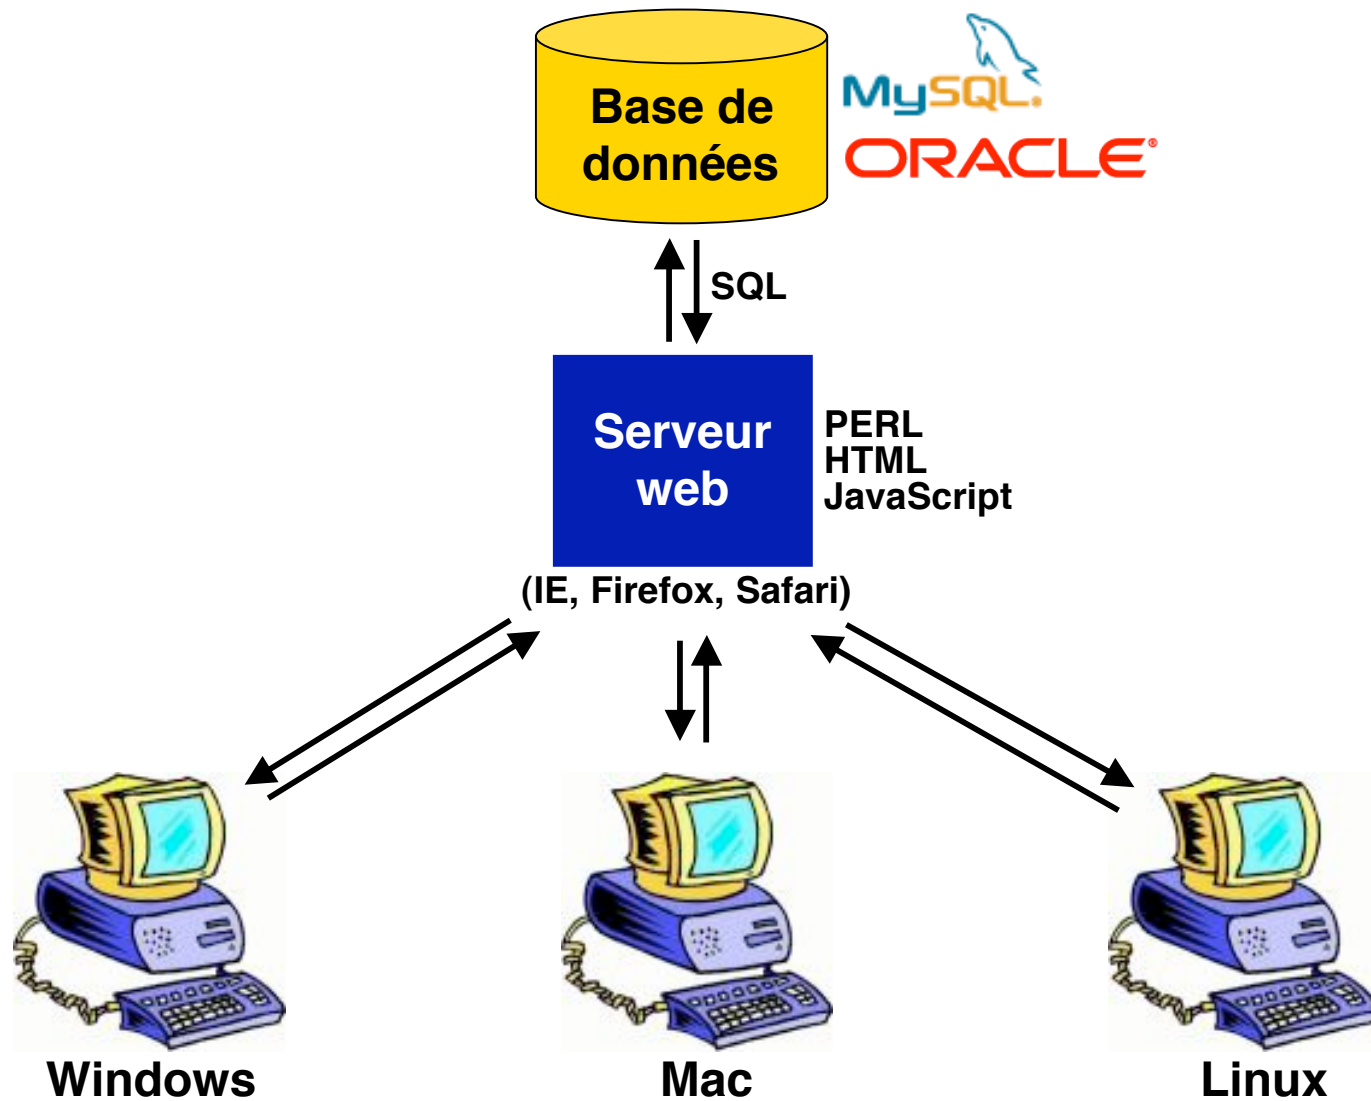 Base de
données
MySQL.
ORACLE®
SQL
Serveur
web
PERL
HTML
JavaScript
(IE, Firefox, Safari)
Windows
Mac
Linux